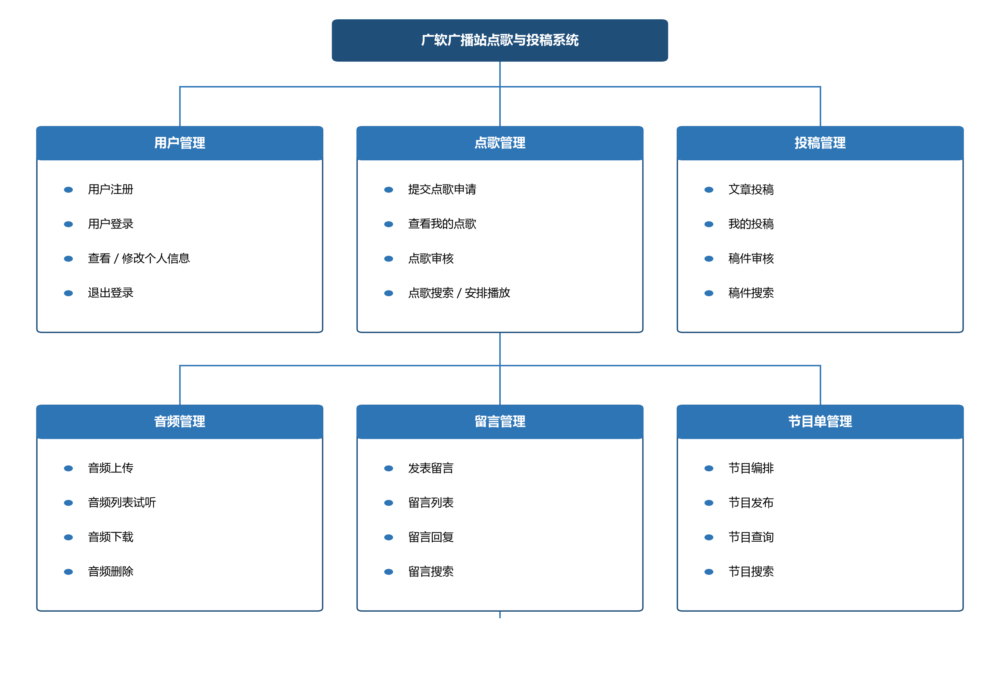 广软广播站点歌与投稿系统
用户管理
用户注册
用户登录
查看 / 修改个人信息
退出登录
点歌管理
提交点歌申请
查看我的点歌
点歌审核
点歌搜索 / 安排播放
投稿管理
文章投稿
我的投稿
稿件审核
稿件搜索
音频管理
音频上传
音频列表试听
音频下载
音频删除
留言管理
发表留言
留言列表
留言回复
留言搜索
节目单管理
节目编排
节目发布
节目查询
节目搜索